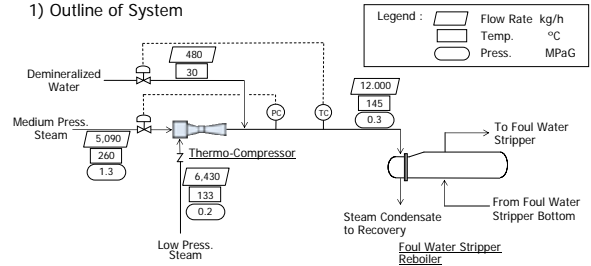 1) Outline of System
Legend :
Flow Rate kg/h
Temp. ºC
Press. MPaG
480
30
Demineralized
Water
12.000
145
0.3
PC
TC
Medium Press.
Steam
5,090
260
1.3
Thermo-Compressor
6,430
133
0.2
Low Press.
Steam
To Foul Water
Stripper
From Foul Water
Stripper Bottom
Steam Condensate
to Recovery
Foul Water Stripper
Reboiler